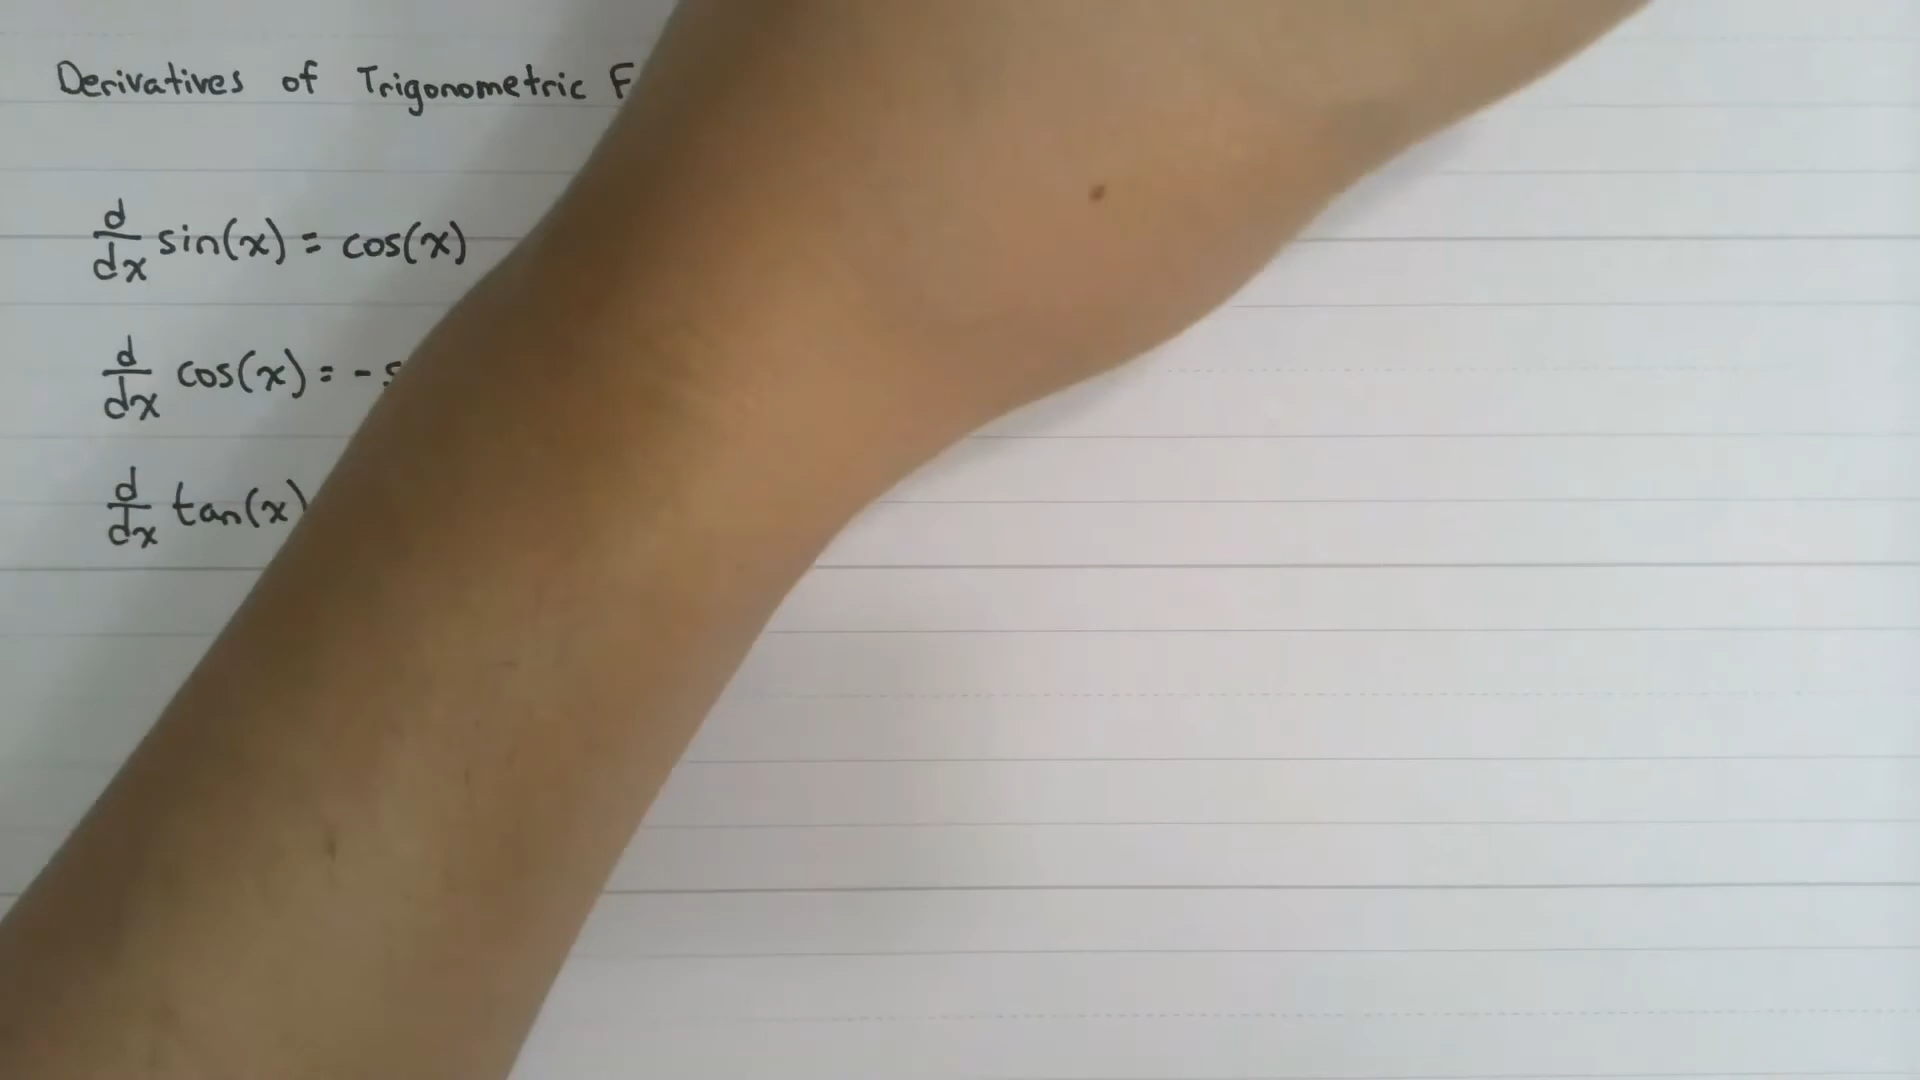 Derivatives of Trigonometric
d/dx sin(x) = cos(x)
d/dx cos(x) = -
d/dx tan(x)